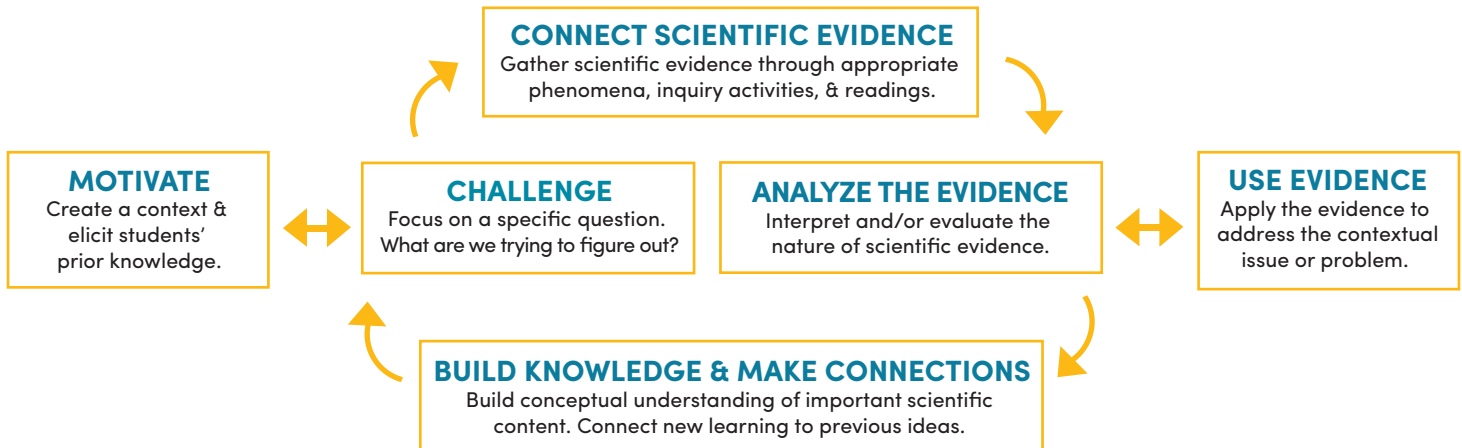 CONNECT SCIENTIFIC EVIDENCE
Gather scientific evidence through appropriate
phenomena, inquiry activities, & readings.
MOTIVATE
Create a context &
elicit students’
prior knowledge.
CHALLENGE
Focus on a specific question.
What are we trying to figure out?
ANALYZE THE EVIDENCE
Interpret and/or evaluate the
nature of scientific evidence.
USE EVIDENCE
Apply the evidence to
address the contextual
issue or problem.
BUILD KNOWLEDGE & MAKE CONNECTIONS
Build conceptual understanding of important scientific
content. Connect new learning to previous ideas.